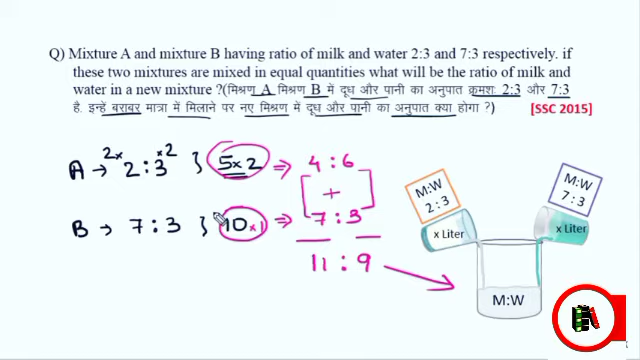 Q) Mixture A and mixture B having ratio of milk and water 2:3 and 7:3 respectively. if
these two mixtures are mixed in equal quantities what will be the ratio of milk and
water in a new mixture ?(मिश्रण A मिश्रण B में दूध और पानी का अनुपात क्रमशः 2:3 और 7:3
है. इन्हें बराबर मात्रा में मिलाने पर नए मिश्रण में दूध और पानी का अनुपात क्या होगा ?)
[SSC 2015]
2× ×2
A → 2 : 3 } 5×2 ⇒ 4 : 6
+
B → 7 : 3 } 10×1 ⇒ 7 : 3
11 : 9
M:W
2 : 3
x Liter
M:W
7 : 3
x Liter
M:W